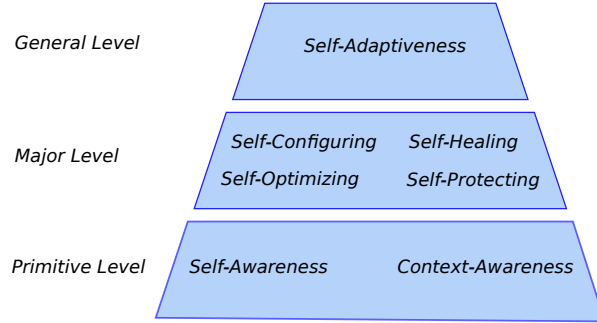 General Level
Self-Adaptiveness
Major Level
Self-Configuring Self-Healing
Self-Optimizing Self-Protecting
Primitive Level
Self-Awareness Context-Awareness